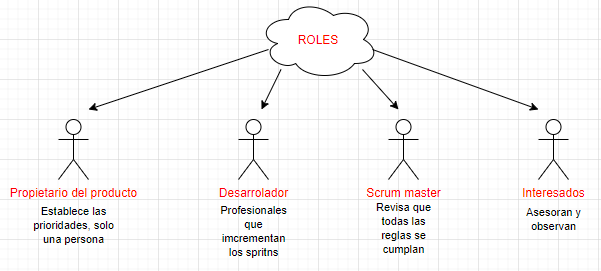 ROLES
Propietario del producto
Establece las
prioridades, solo
una persona
Desarrolador
Profesionales
que
imcrementan
los spritns
Scrum master
Revisa que
todas las
reglas se
cumplan
Interesados
Asesoran y
observan